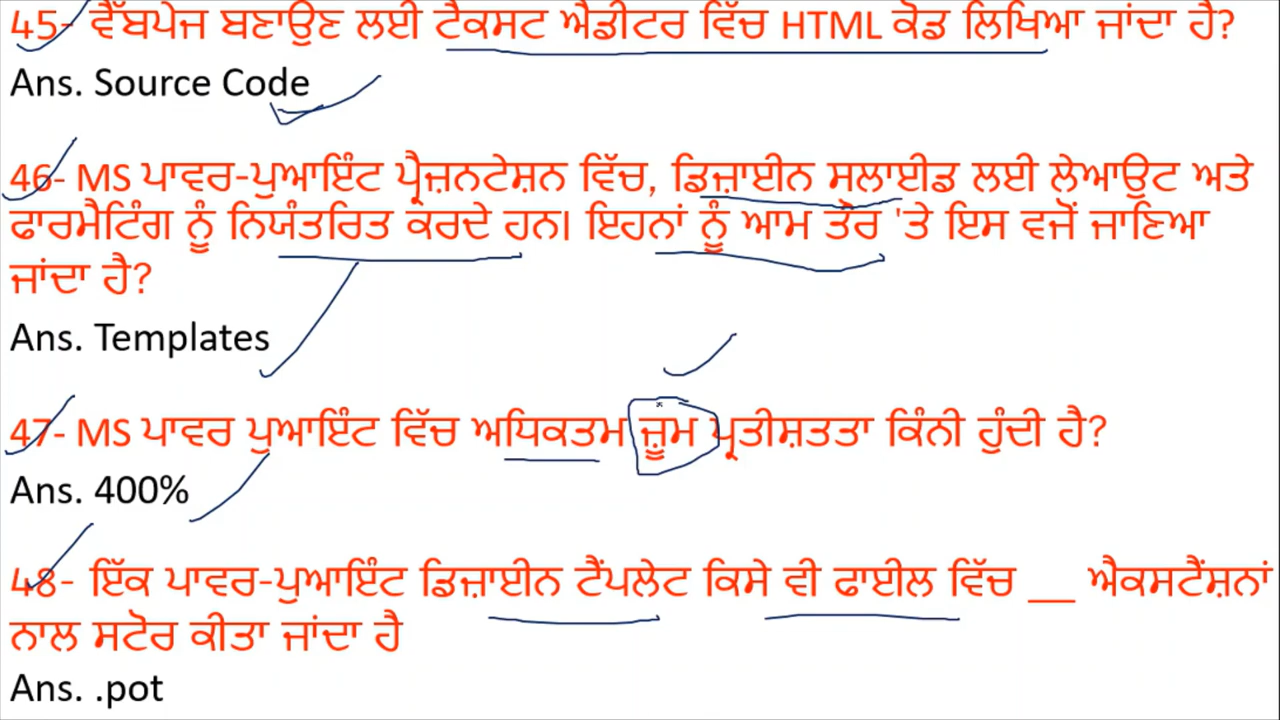 45- ਵੈੱਬਪੇਜ ਬਣਾਉਣ ਲਈ ਟੈਕਸਟ ਐਡੀਟਰ ਵਿੱਚ HTML ਕੋਡ ਲਿਖਿਆ ਜਾਂਦਾ ਹੈ?
Ans. Source Code
46- MS ਪਾਵਰ-ਪੁਆਇੰਟ ਪ੍ਰੈਜ਼ਨਟੇਸ਼ਨ ਵਿੱਚ, ਡਿਜ਼ਾਈਨ ਸਲਾਈਡ ਲਈ ਲੇਆਉਟ ਅਤੇ
ਫਾਰਮੈਟਿੰਗ ਨੂੰ ਨਿਯੰਤਰਿਤ ਕਰਦੇ ਹਨ। ਇਹਨਾਂ ਨੂੰ ਆਮ ਤੌਰ 'ਤੇ ਇਸ ਵਜੋਂ ਜਾਣਿਆ
ਜਾਂਦਾ ਹੈ?
Ans. Templates
47- MS ਪਾਵਰ ਪੁਆਇੰਟ ਵਿੱਚ ਅਧਿਕਤਮ ਜ਼ੂਮ ਪ੍ਰਤੀਸ਼ਤਤਾ ਕਿੰਨੀ ਹੁੰਦੀ ਹੈ?
Ans. 400%
48- ਇੱਕ ਪਾਵਰ-ਪੁਆਇੰਟ ਡਿਜ਼ਾਈਨ ਟੈਂਪਲੇਟ ਕਿਸੇ ਵੀ ਫਾਈਲ ਵਿੱਚ __ ਐਕਸਟੈਂਸ਼ਨਾਂ
ਨਾਲ ਸਟੋਰ ਕੀਤਾ ਜਾਂਦਾ ਹੈ
Ans. .pot